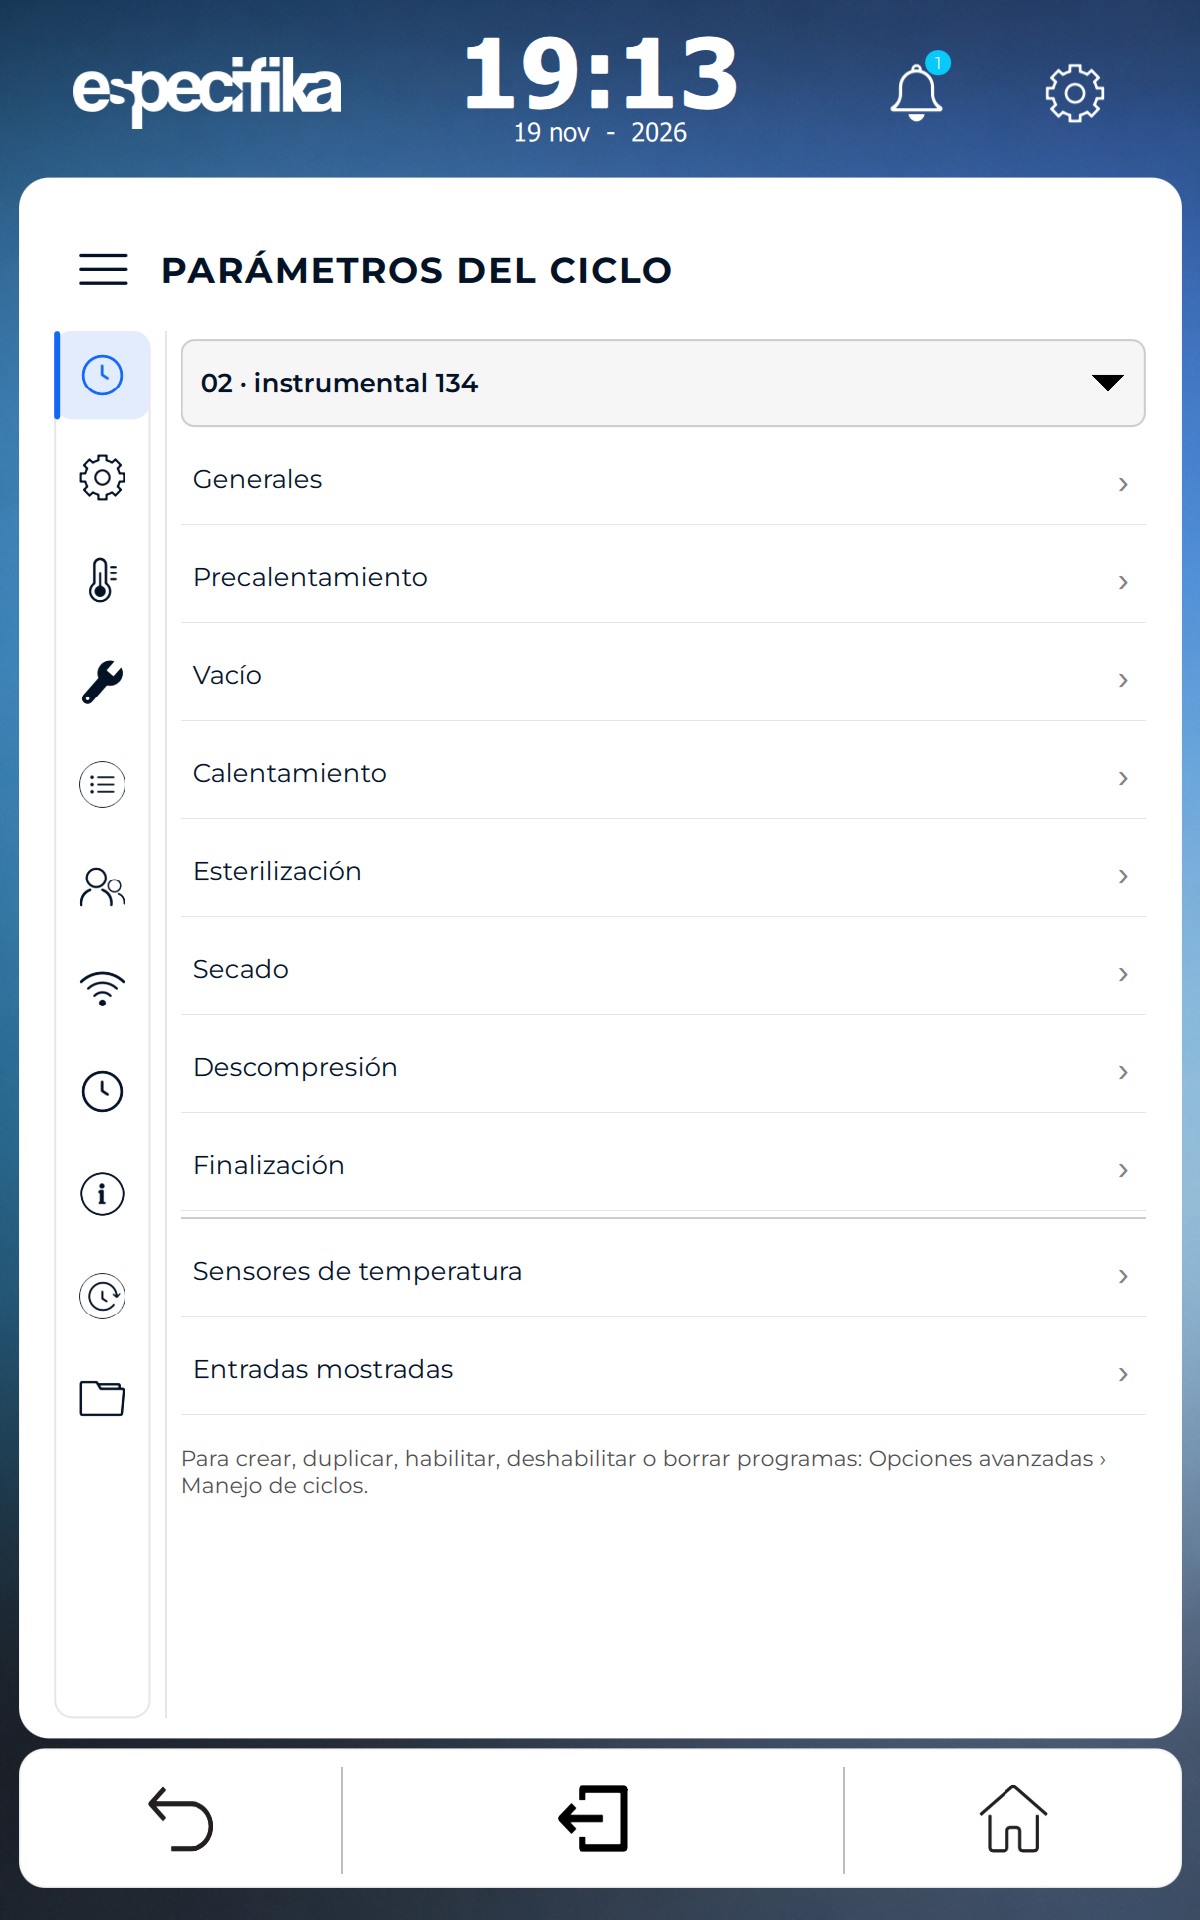 especifika
19:13
19 nov - 2026
1
PARÁMETROS DEL CICLO
02 · instrumental 134
Generales ›
Precalentamiento ›
Vacío ›
Calentamiento ›
Esterilización ›
Secado ›
Descompresión ›
Finalización ›
Sensores de temperatura ›
Entradas mostradas ›
Para crear, duplicar, habilitar, deshabilitar o borrar programas: Opciones avanzadas ›
Manejo de ciclos.